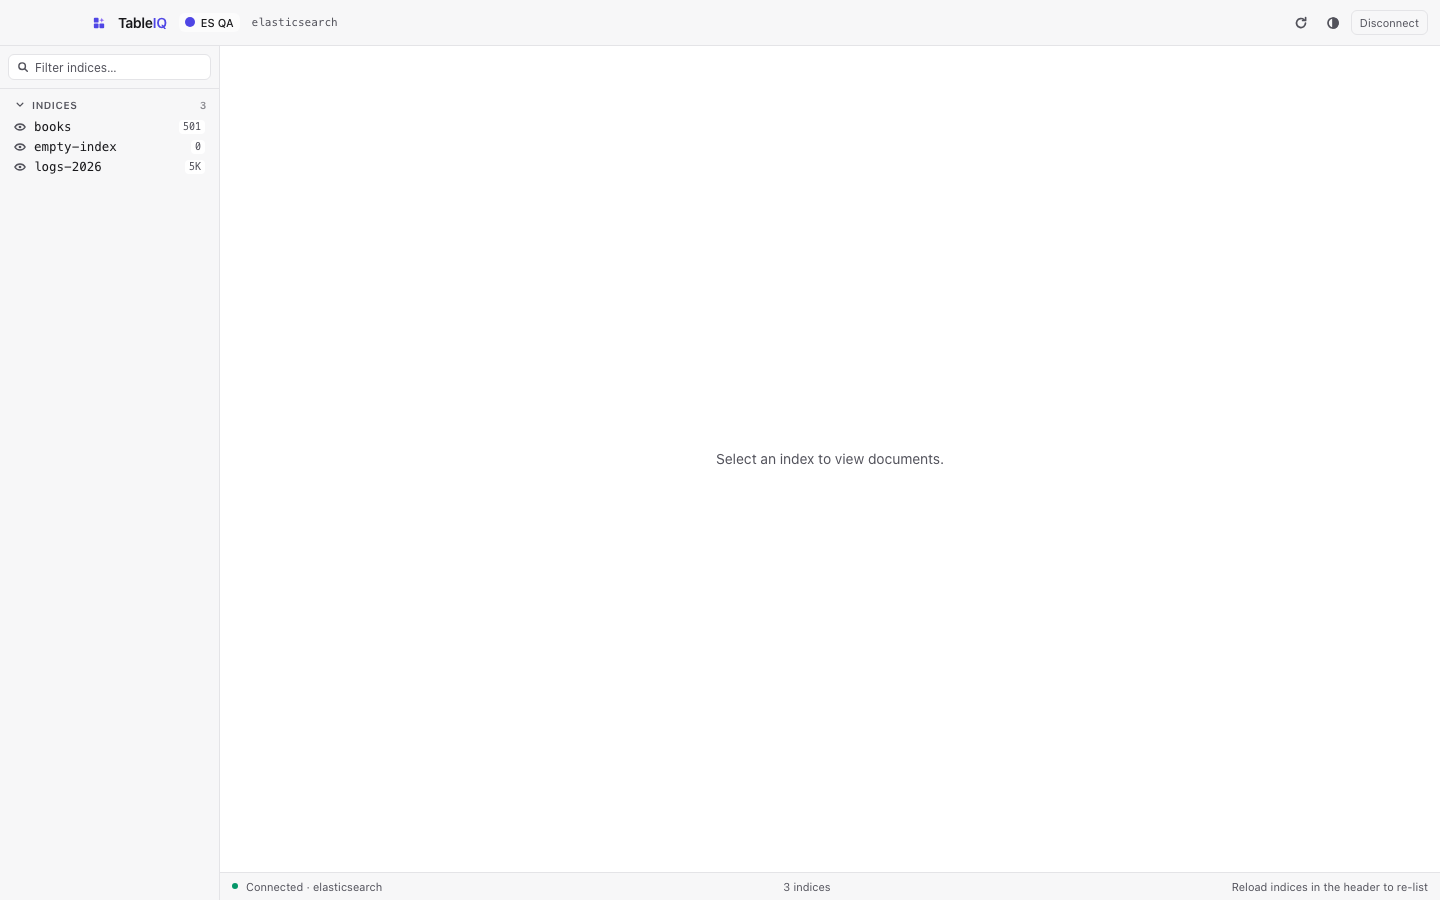 TableIQ ES QA elasticsearch Disconnect
Filter indices...
INDICES 3
books 501
empty-index 0
logs-2026 5K
Select an index to view documents.
Connected · elasticsearch 3 indices Reload indices in the header to re-list